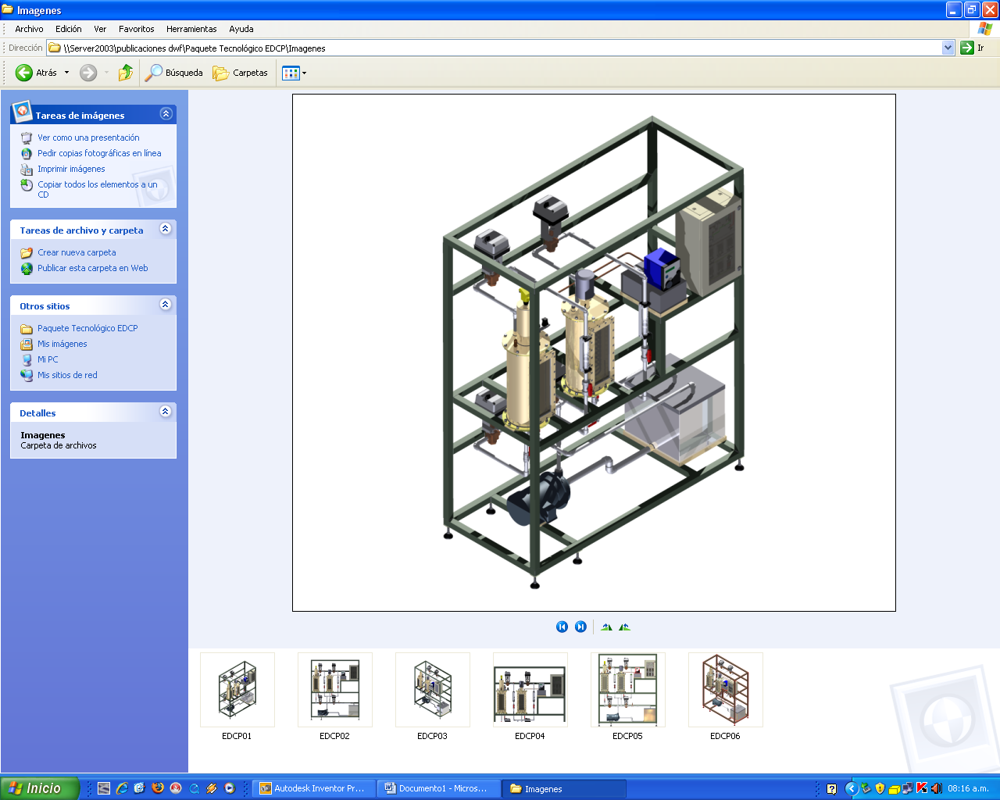 Imagenes
Archivo Edición Ver Favoritos Herramientas Ayuda
Dirección \\Server2003\publicaciones dwf\Paquete Tecnológico EDCP\Imagenes Ir
Atrás Búsqueda Carpetas
Tareas de imágenes
Ver como una presentación
Pedir copias fotográficas en línea
Imprimir imágenes
Copiar todos los elementos a un
CD
Tareas de archivo y carpeta
Crear nueva carpeta
Publicar esta carpeta en Web
Otros sitios
Paquete Tecnológico EDCP
Mis imágenes
Mi PC
Mis sitios de red
Detalles
Imagenes
Carpeta de archivos
EDCP01 EDCP02 EDCP03 EDCP04 EDCP05 EDCP06
Inicio Autodesk Inventor Pr... Documento1 - Micros... Imagenes 08:16 a.m.